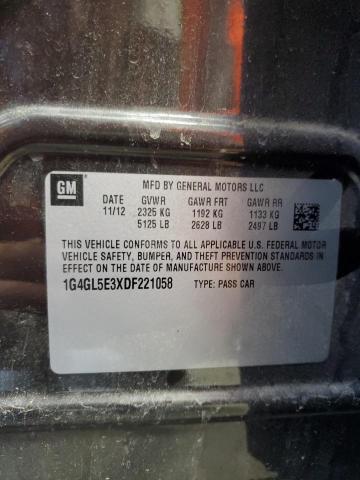 GM
MFD BY GENERAL MOTORS LLC
DATE GVWR GAWR FRT GAWR RR
11/12 2325 KG 1192 KG 1133 KG
5125 LB 2628 LB 2497 LB
THIS VEHICLE CONFORMS TO ALL APPLICABLE U.S. FEDERAL MOTOR
VEHICLE SAFETY, BUMPER, AND THEFT PREVENTION STANDARDS
IN EFFECT ON THE DATE OF MANUFACTURE SHOWN ABOVE.
1G4GL5E3XDF221058 TYPE: PASS CAR